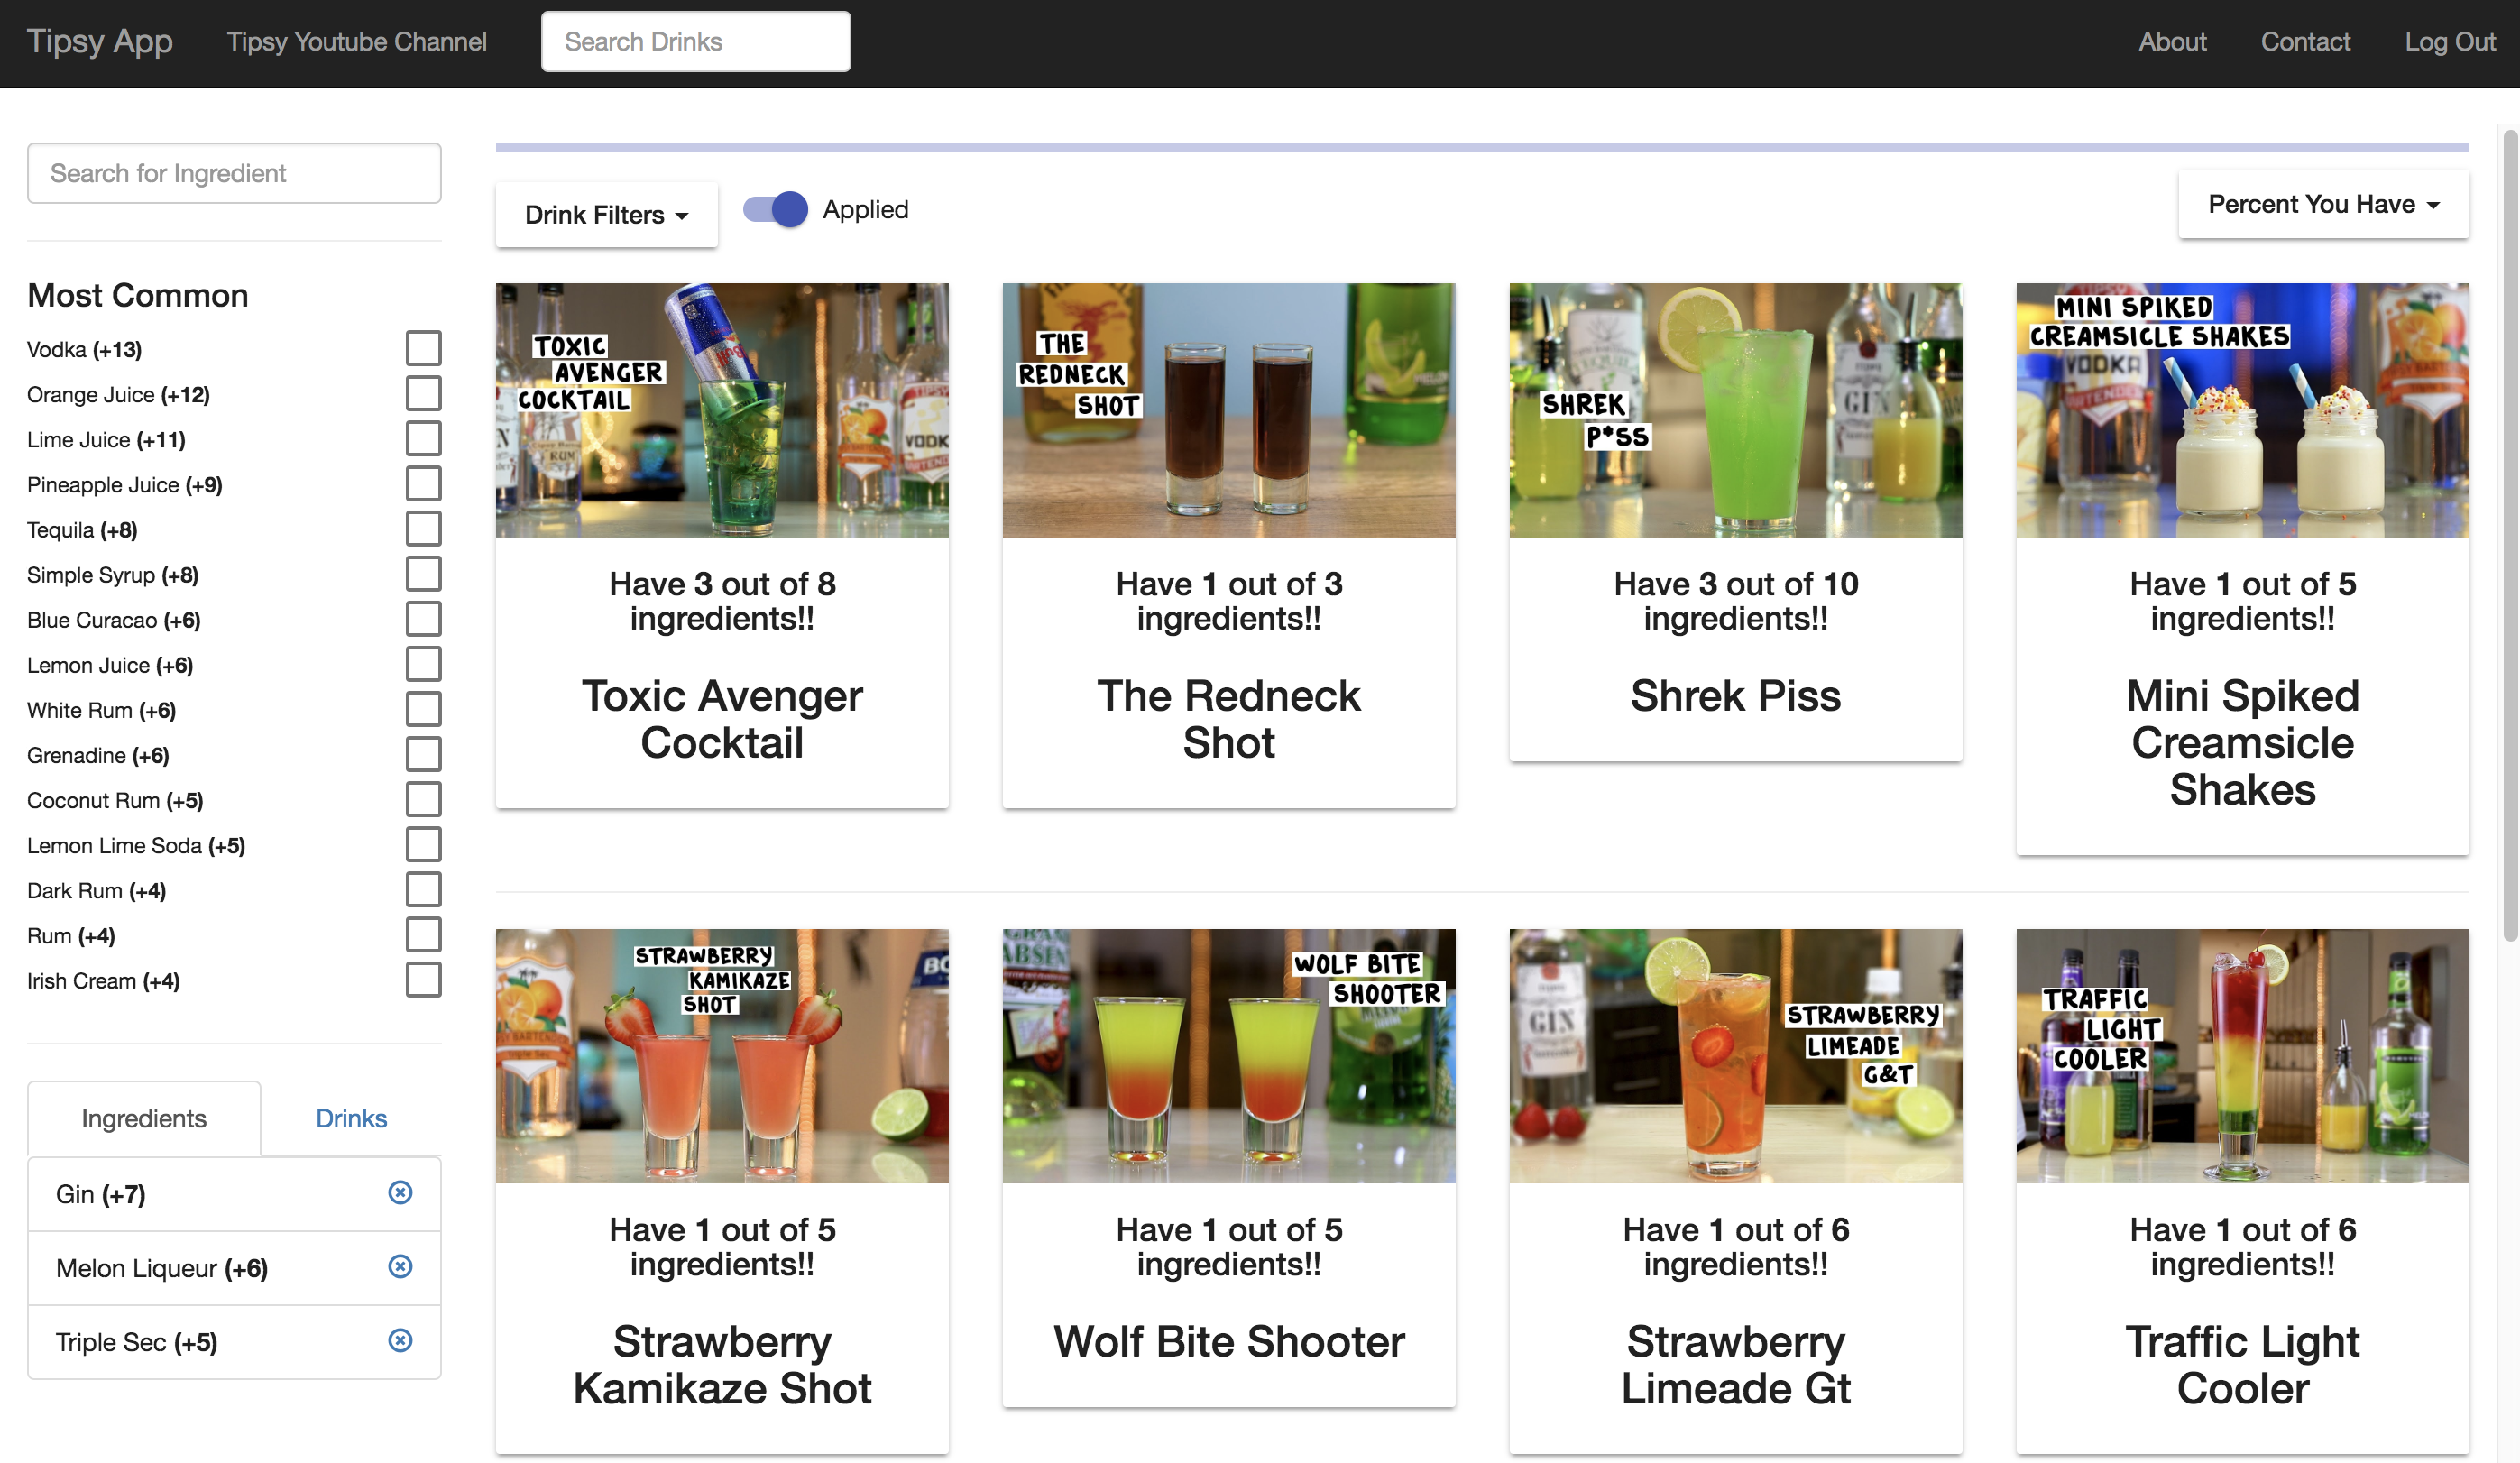 Tipsy App
Tipsy Youtube Channel
Search Drinks
About
Contact
Log Out
Search for Ingredient
Most Common
Vodka (+13)
Orange Juice (+12)
Lime Juice (+11)
Pineapple Juice (+9)
Tequila (+8)
Simple Syrup (+8)
Blue Curacao (+6)
Lemon Juice (+6)
White Rum (+6)
Grenadine (+6)
Coconut Rum (+5)
Lemon Lime Soda (+5)
Dark Rum (+4)
Rum (+4)
Irish Cream (+4)
Ingredients
Drinks
Gin (+7)
Melon Liqueur (+6)
Triple Sec (+5)
Drink Filters
Applied
Percent You Have
TOXIC
AVENGER
COCKTAIL
RUM
VODK
Have 3 out of 8
ingredients!!
Toxic Avenger
Cocktail
THE
REDNECK
SHOT
Have 1 out of 3
ingredients!!
The Redneck
Shot
SHREK
P*SS
GIN
Have 3 out of 10
ingredients!!
Shrek Piss
MINI SPIKED
CREAMSICLE SHAKES
VODKA
Have 1 out of 5
ingredients!!
Mini Spiked
Creamsicle
Shakes
STRAWBERRY
KAMIKAZE
SHOT
Have 1 out of 5
ingredients!!
Strawberry
Kamikaze Shot
WOLF BITE
SHOOTER
Have 1 out of 5
ingredients!!
Wolf Bite Shooter
GIN
STRAWBERRY
LIMEADE
G&T
Have 1 out of 6
ingredients!!
Strawberry
Limeade Gt
TRAFFIC
LIGHT
COOLER
Have 1 out of 6
ingredients!!
Traffic Light
Cooler